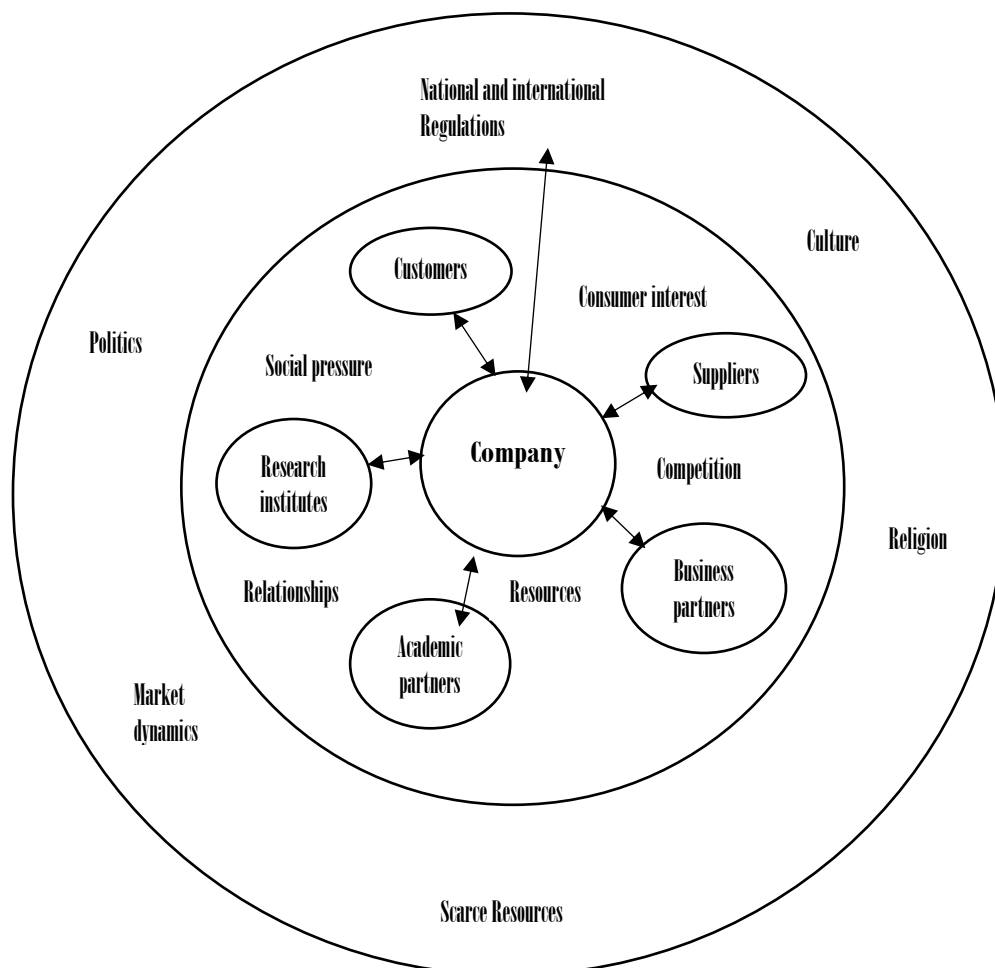 National and international
Regulations
Culture
Customers
Consumer interest
Politics
Social pressure
Suppliers
Company
Research
institutes
Competition
Religion
Business
partners
Relationships
Resources
Academic
partners
Market
dynamics
Scarce Resources